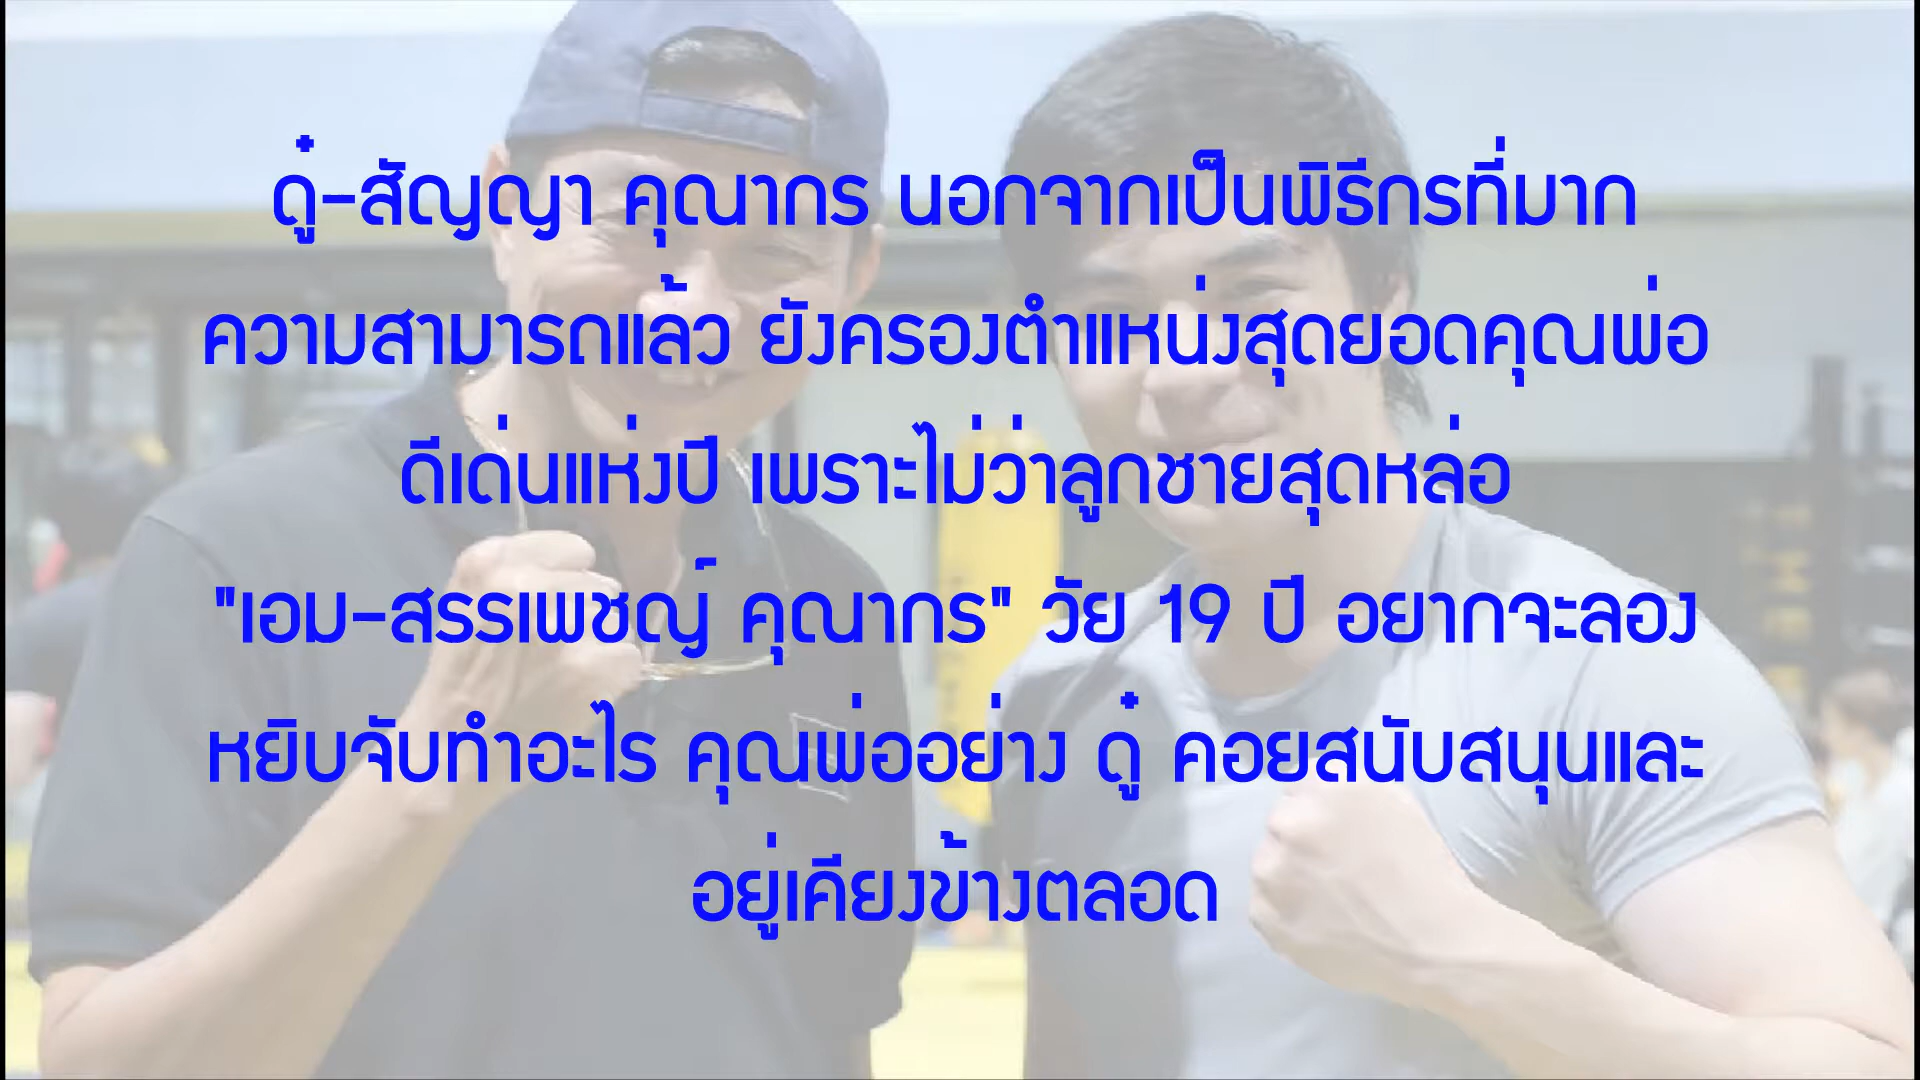 ดู๋-สัญญา คุณากร นอกจากเป็นพิธีกรที่มาก
ความสามารถแล้ว ยังครองตำแหน่งสุดยอดคุณพ่อ
ดีเด่นแห่งปี เพราะไม่ว่าลูกชายสุดหล่อ
"เอม-สรรเพชญ์ คุณากร" วัย 19 ปี อยากจะลอง
หยิบจับทำอะไร คุณพ่ออย่าง ดู๋ คอยสนับสนุนและ
อยู่เคียงข้างตลอด